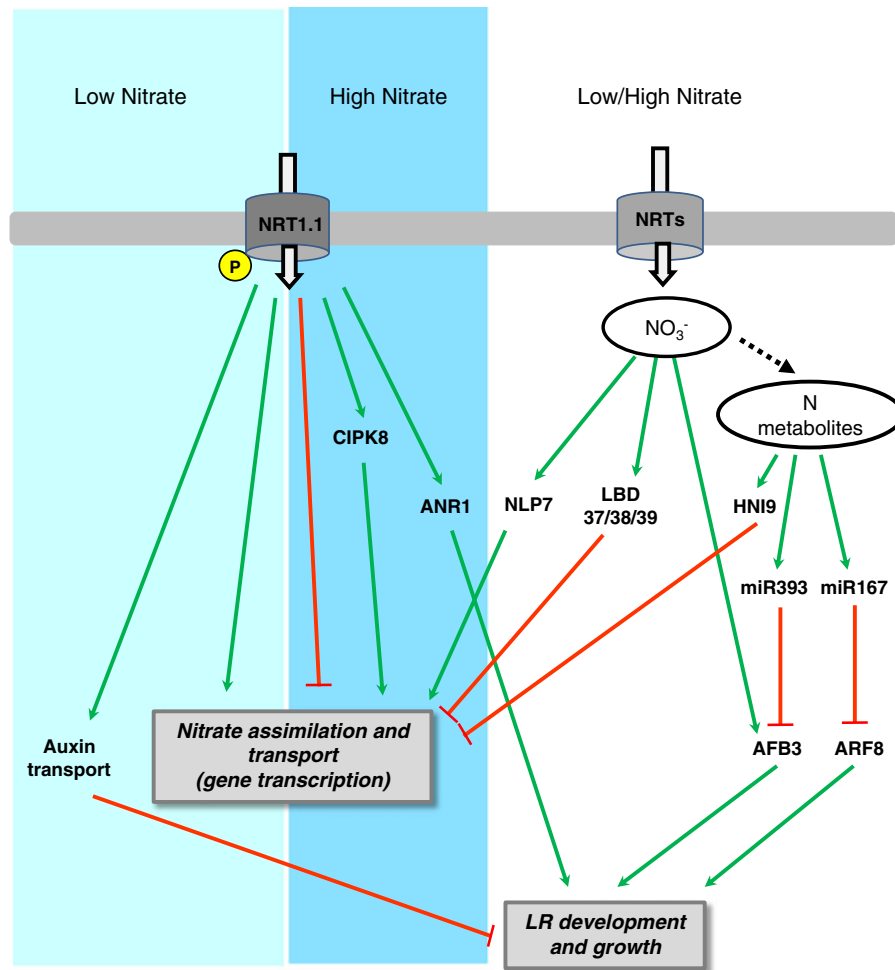 Low Nitrate
High Nitrate
Low/High Nitrate
NRT1.1
NRTs
P
NO₃⁻
N
metabolites
CIPK8
ANR1
NLP7
LBD
37/38/39
HNI9
miR393
miR167
Auxin
transport
Nitrate assimilation and
transport
(gene transcription)
AFB3
ARF8
LR development
and growth